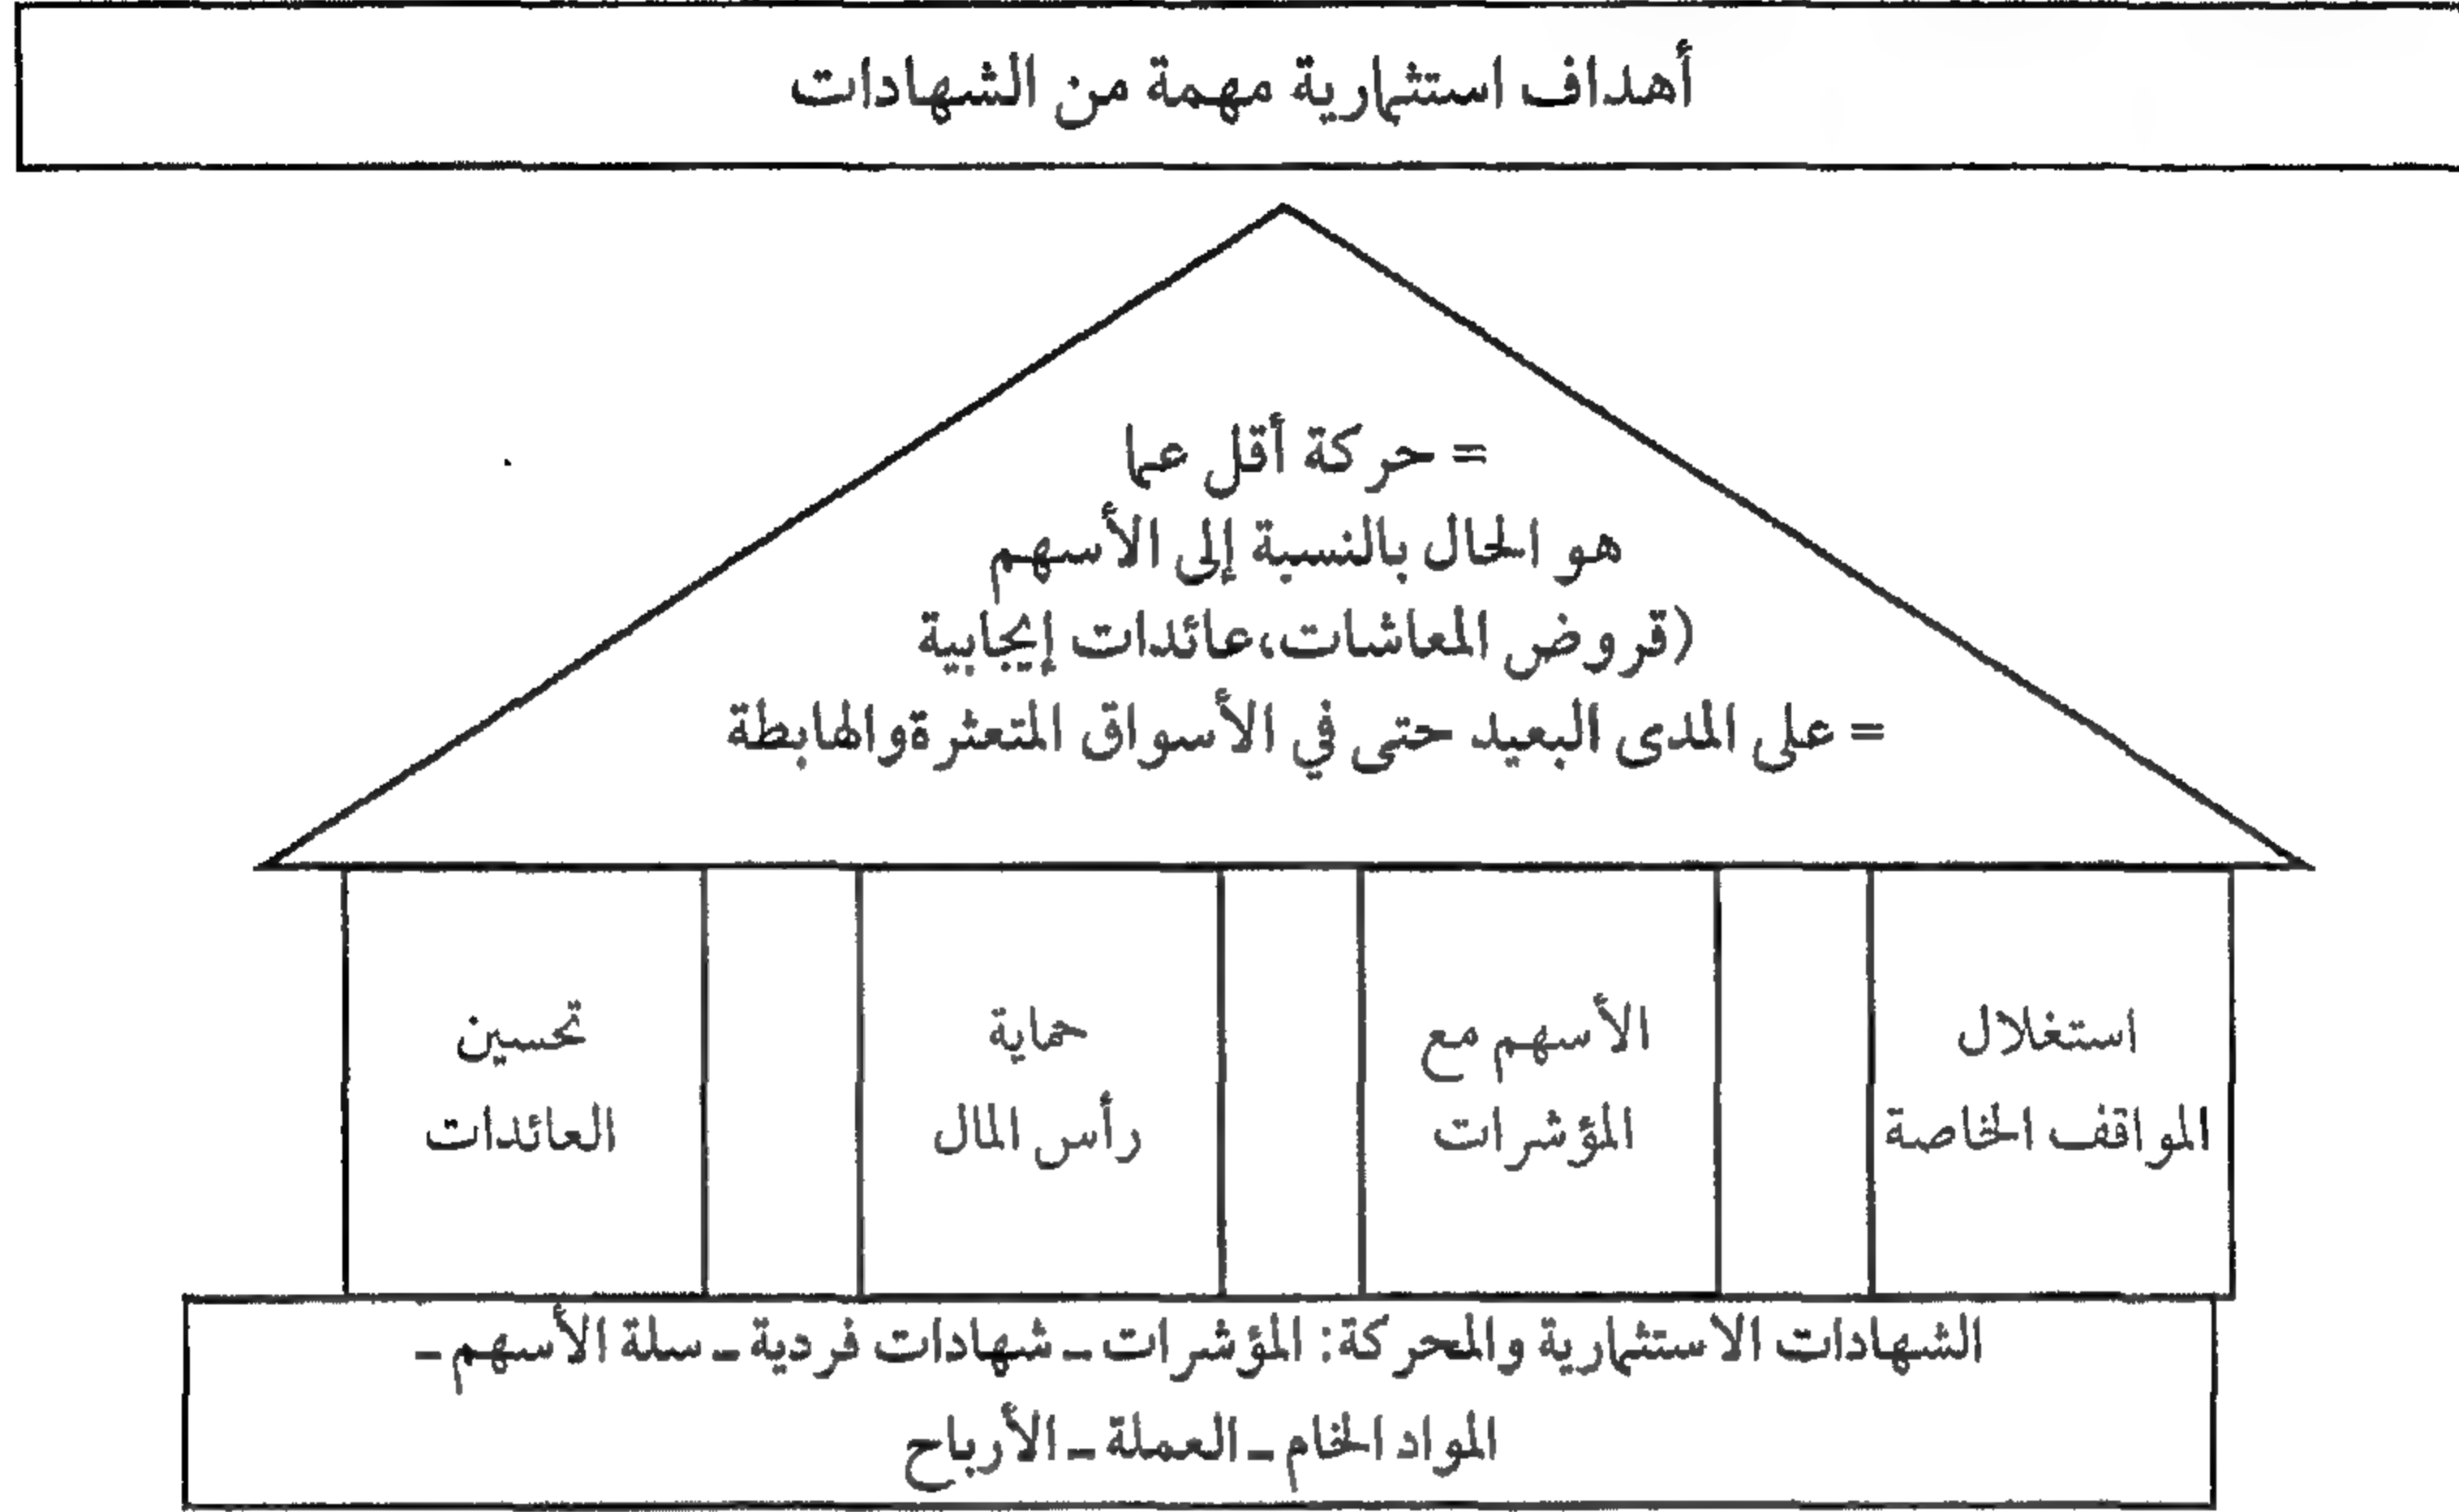 أهداف استثمارية مهمة من الشهادات
= حركة أقل عما
هو الحال بالنسبة إلى الأسهم
(قروض المعاشات،عائدات إيجابية
= على المدى البعيد حتى في الأسواق المتعثرة والهابطة
استغلال
المواقف الخاصة
الأسهم مع
المؤشرات
حماية
رأس المال
تحسين
العائدات
الشهادات الاستثمارية والمحركة: المؤشرات - شهادات فردية - سلة الأسهم -
المواد الخام - العملة - الأرباح